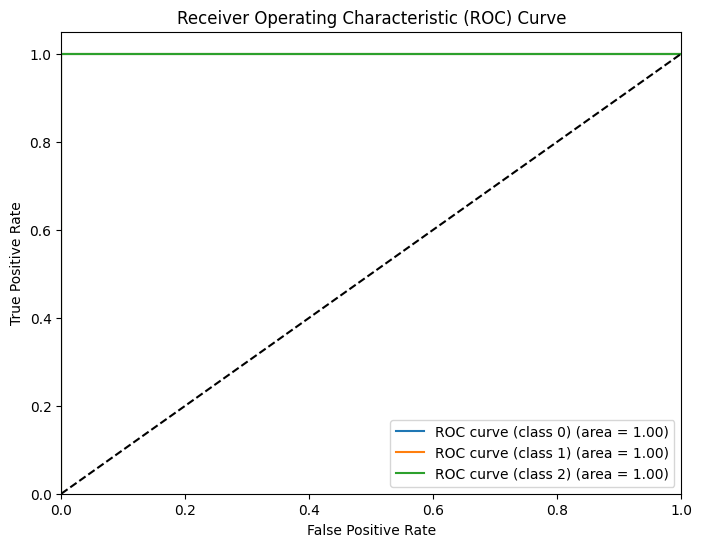 Receiver Operating Characteristic (ROC) Curve
True Positive Rate
1.0
0.8
0.6
0.4
0.2
0.0
ROC curve (class 0) (area = 1.00)
ROC curve (class 1) (area = 1.00)
ROC curve (class 2) (area = 1.00)
0.0 0.2 0.4 0.6 0.8 1.0
False Positive Rate